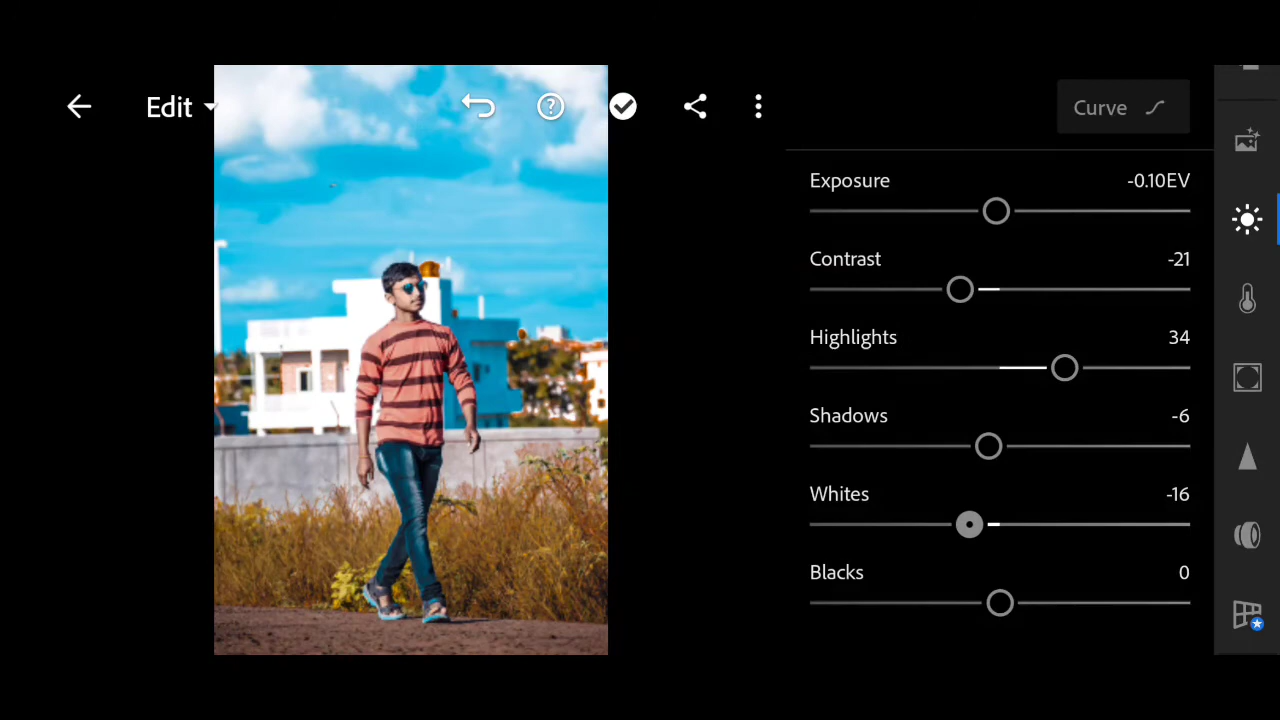 Edit
Curve
Exposure -0.10EV
Contrast -21
Highlights 34
Shadows -6
Whites -16
Blacks 0